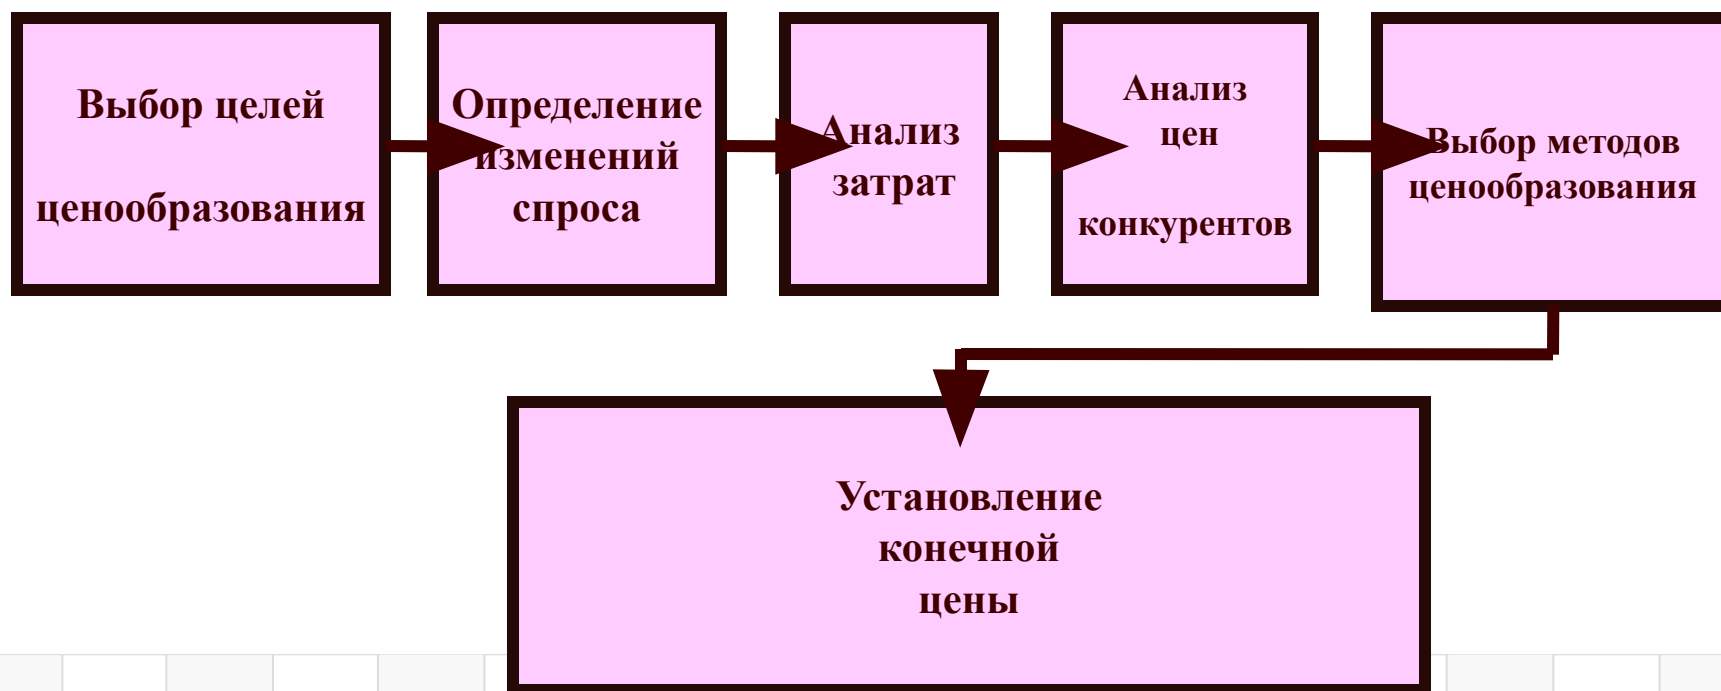 Выбор целей
ценообразования
Определение
изменений
спроса
Анализ
затрат
Анализ
цен
конкурентов
Выбор методов
ценообразования
Установление
конечной
цены